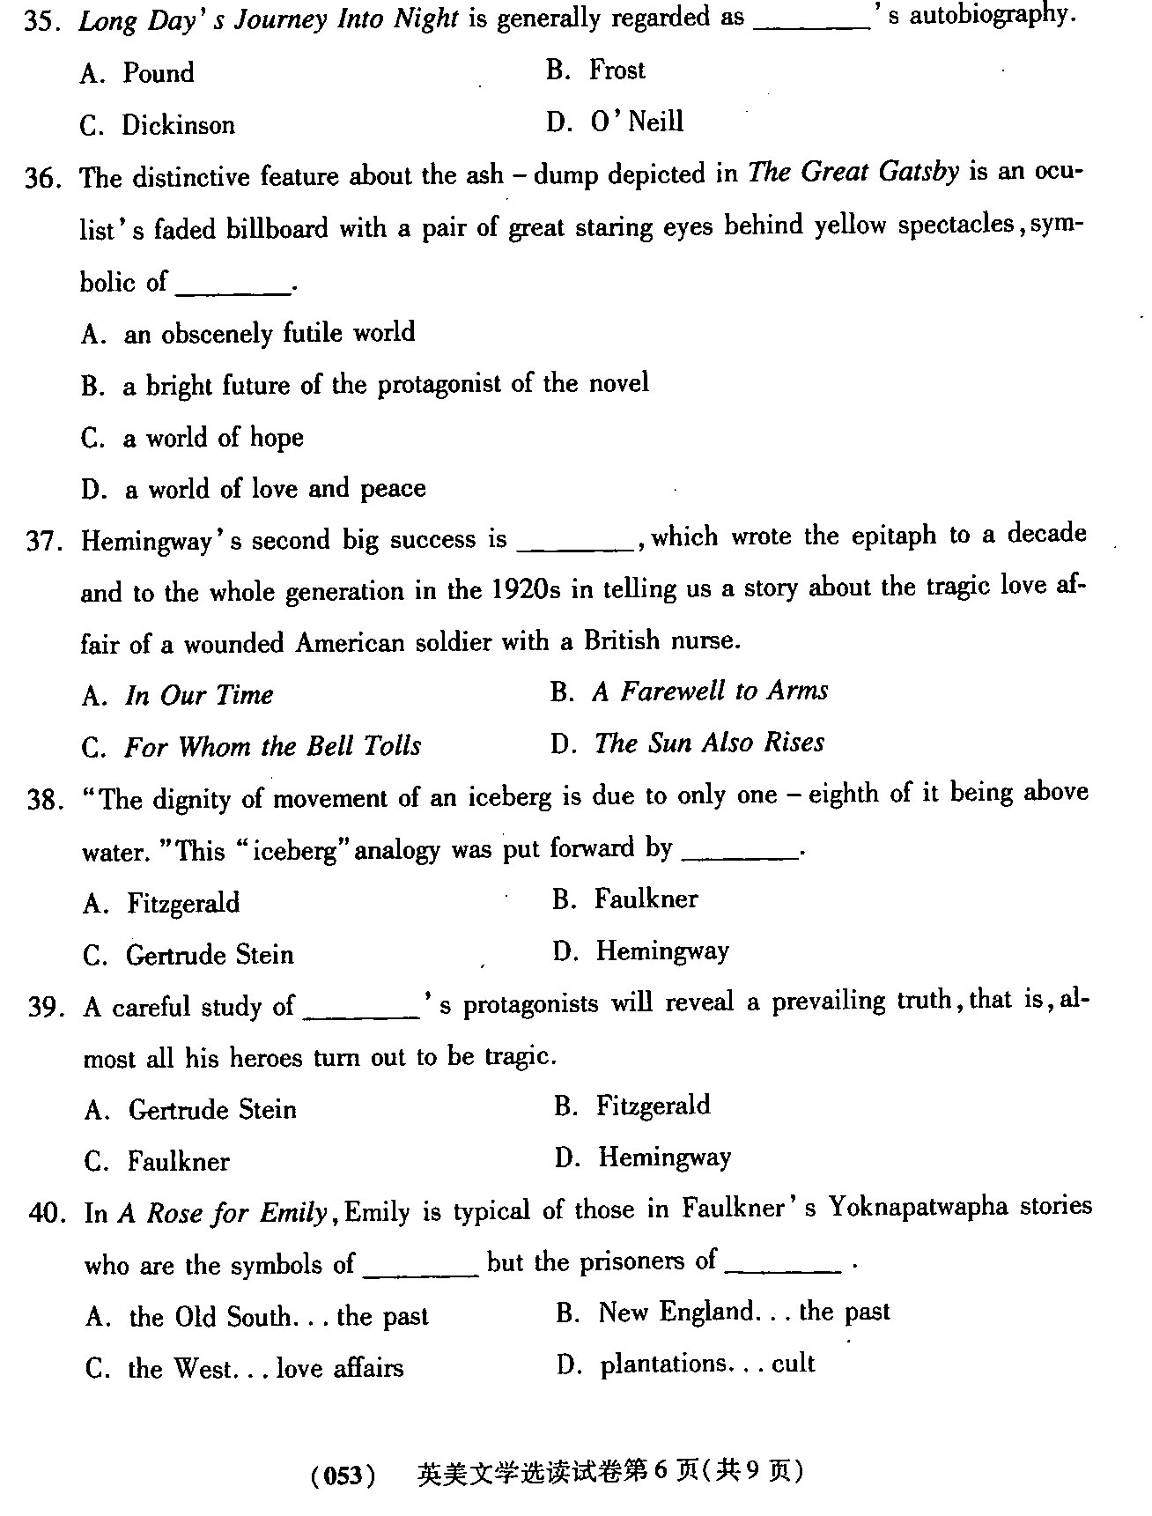 35. Long Day's Journey Into Night is generally regarded as ________'s autobiography.
A. Pound B. Frost
C. Dickinson D. O'Neill
36. The distinctive feature about the ash-dump depicted in The Great Gatsby is an ocu-
list's faded billboard with a pair of great staring eyes behind yellow spectacles, sym-
bolic of ________.
A. an obscenely futile world
B. a bright future of the protagonist of the novel
C. a world of hope
D. a world of love and peace
37. Hemingway's second big success is ________, which wrote the epitaph to a decade
and to the whole generation in the 1920s in telling us a story about the tragic love af-
fair of a wounded American soldier with a British nurse.
A. In Our Time B. A Farewell to Arms
C. For Whom the Bell Tolls D. The Sun Also Rises
38. "The dignity of movement of an iceberg is due to only one-eighth of it being above
water." This "iceberg" analogy was put forward by ________.
A. Fitzgerald B. Faulkner
C. Gertrude Stein D. Hemingway
39. A careful study of ________'s protagonists will reveal a prevailing truth, that is, al-
most all his heroes turn out to be tragic.
A. Gertrude Stein B. Fitzgerald
C. Faulkner D. Hemingway
40. In A Rose for Emily, Emily is typical of those in Faulkner's Yoknapatwapha stories
who are the symbols of ________ but the prisoners of ________.
A. the Old South...the past B. New England...the past
C. the West...love affairs D. plantations...cult
(053) 英美文学选读试卷第6页(共9页)